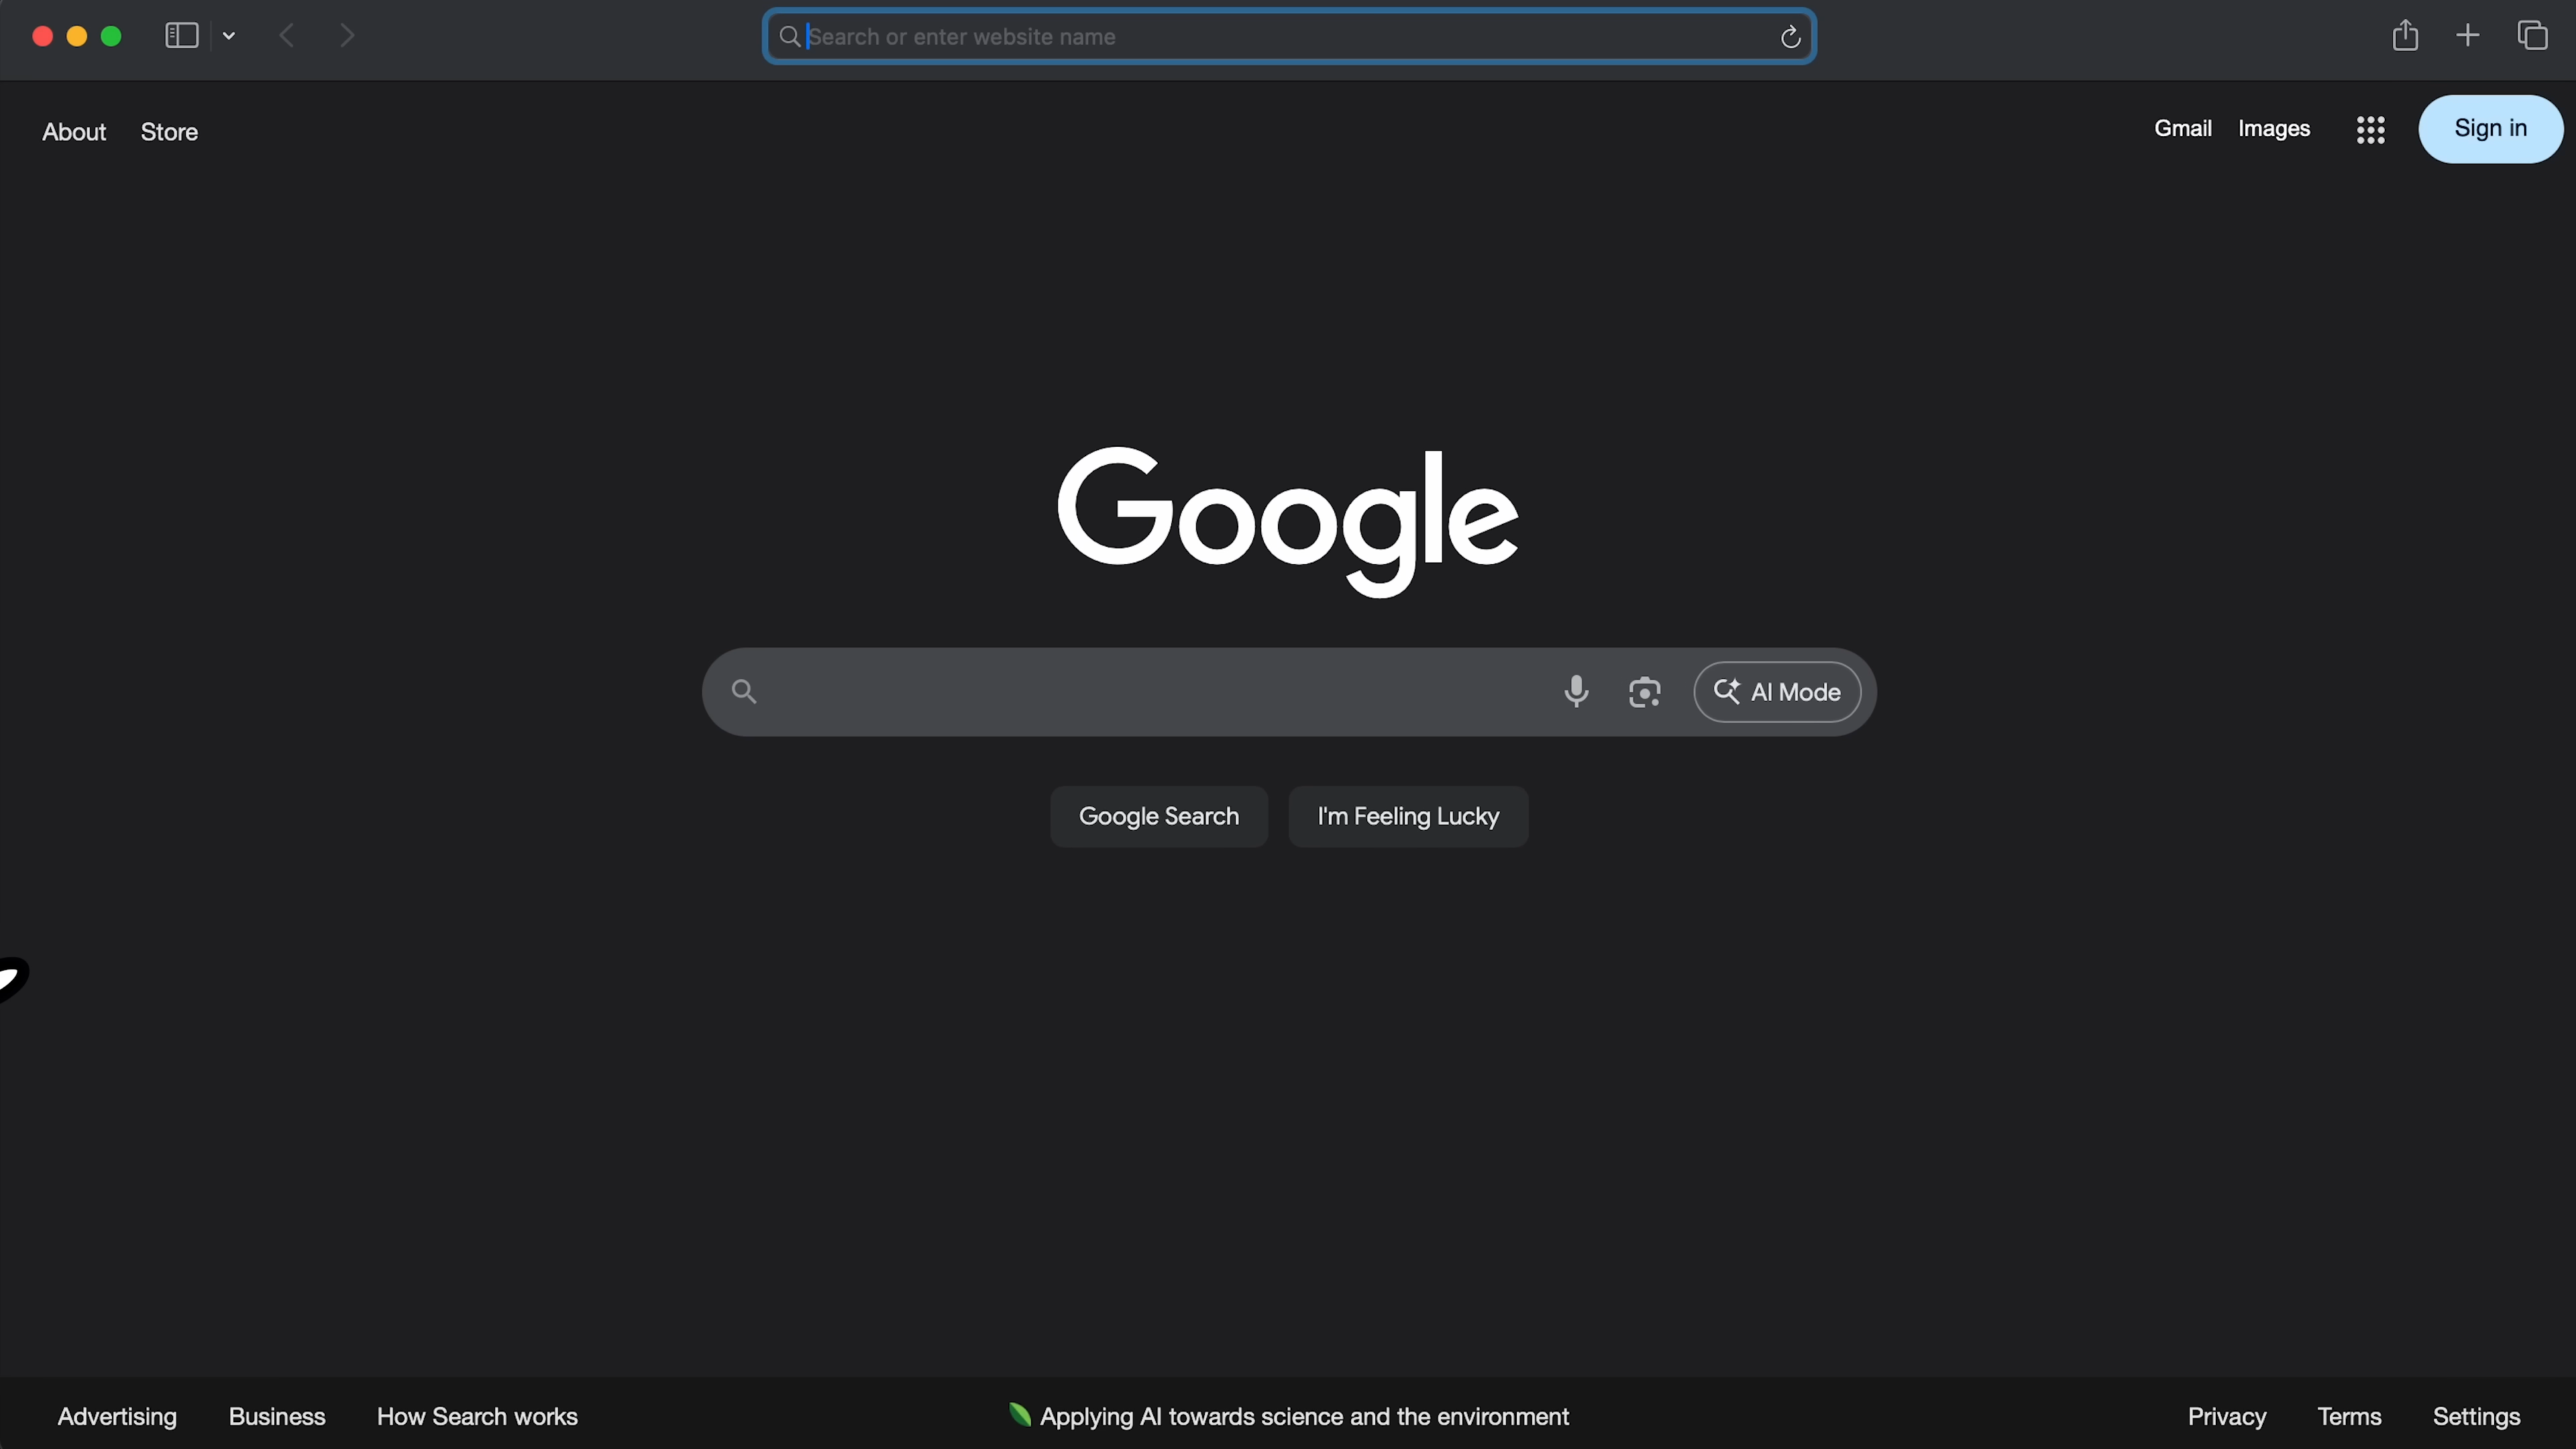 Search or enter website name
About Store
Gmail Images Sign in
Google
AI Mode
Google Search I'm Feeling Lucky
Advertising Business How Search works Applying AI towards science and the environment Privacy Terms Settings